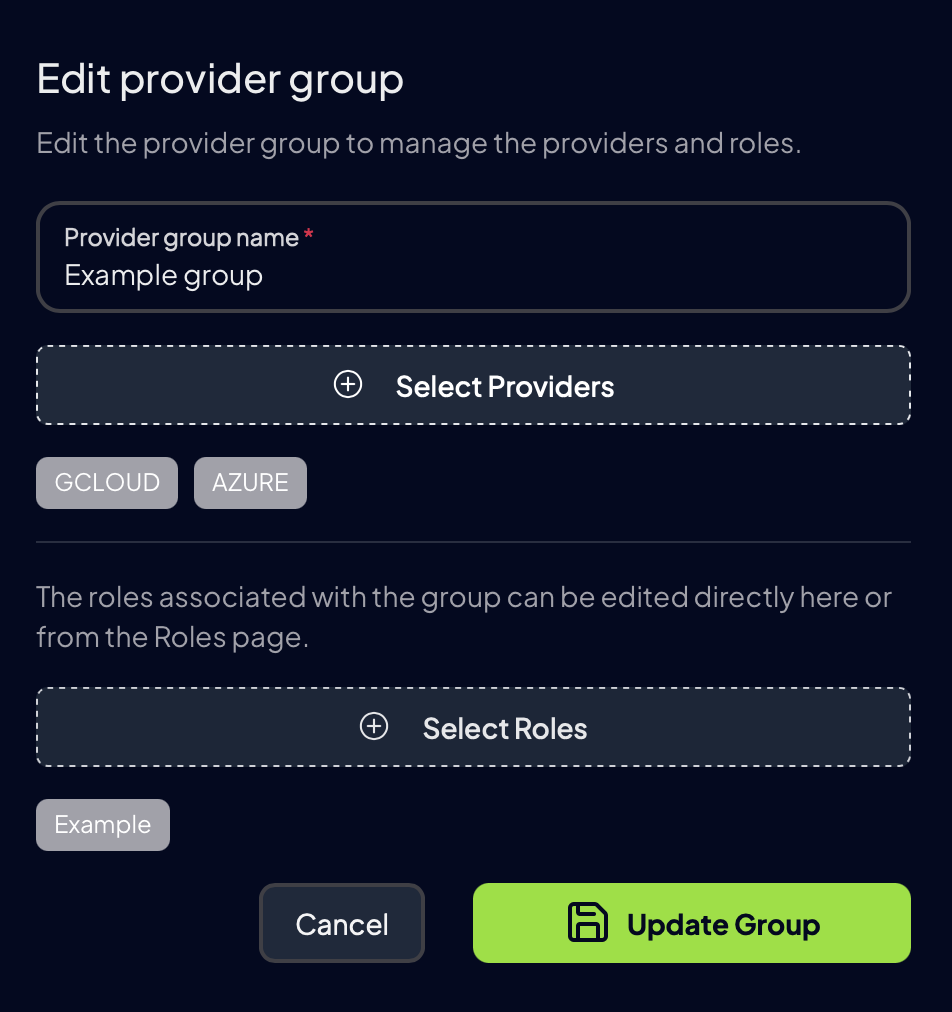 Edit provider group
Edit the provider group to manage the providers and roles.
Provider group name *
Example group
Select Providers
GCLOUD AZURE
The roles associated with the group can be edited directly here or
from the Roles page.
Select Roles
Example
Cancel Update Group